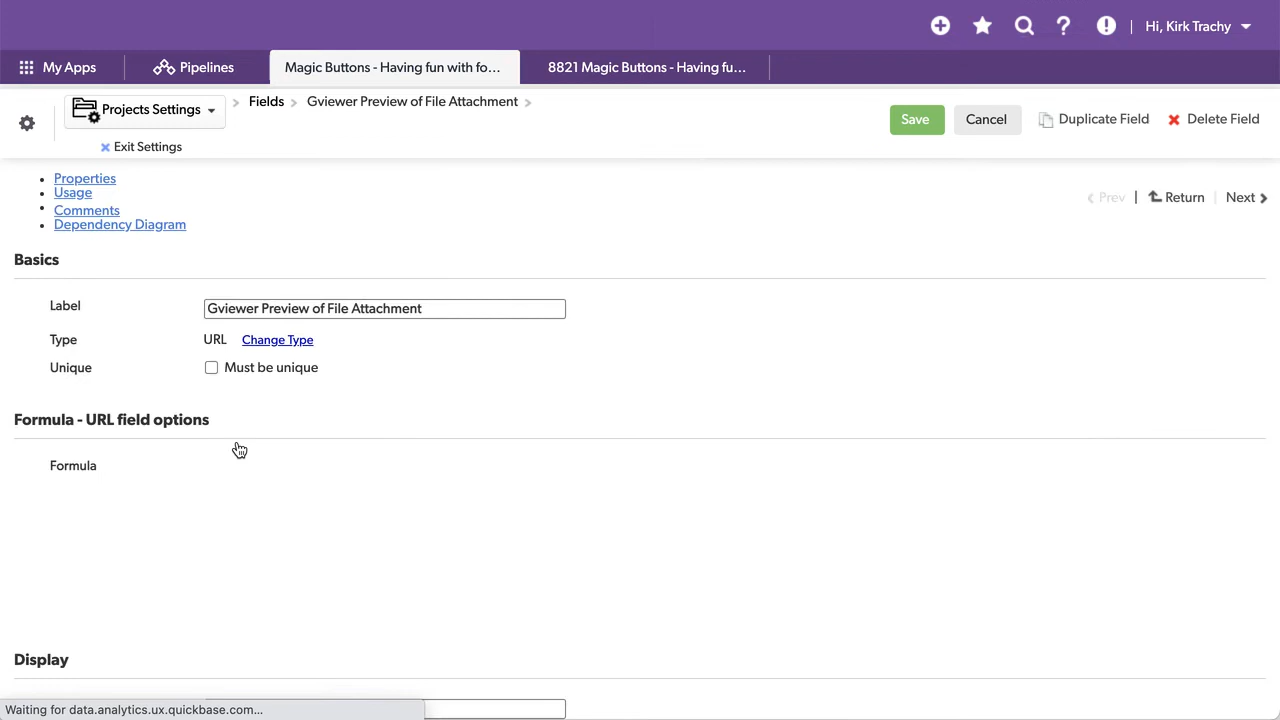 Hi, Kirk Trachy
My Apps
Pipelines
Magic Buttons - Having fun with fo...
8821 Magic Buttons - Having fu...
Projects Settings
Fields
Gviewer Preview of File Attachment
Save
Cancel
Duplicate Field
Delete Field
Exit Settings
Properties
Usage
Comments
Dependency Diagram
Prev | Return | Next
Basics
Label Gviewer Preview of File Attachment
Type URL Change Type
Unique Must be unique
Formula - URL field options
Formula
Display
Waiting for data.analytics.ux.quickbase.com...